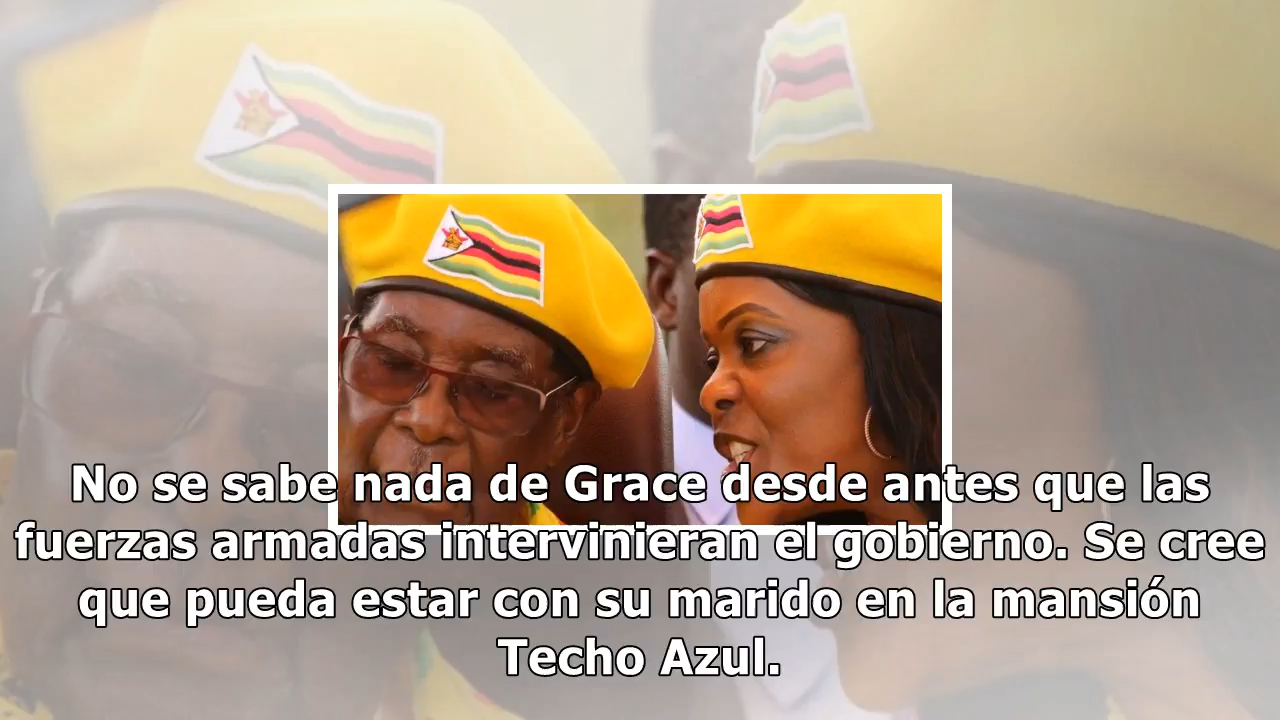 No se sabe nada de Grace desde antes que las
fuerzas armadas intervinieran el gobierno. Se cree
que pueda estar con su marido en la mansión
Techo Azul.